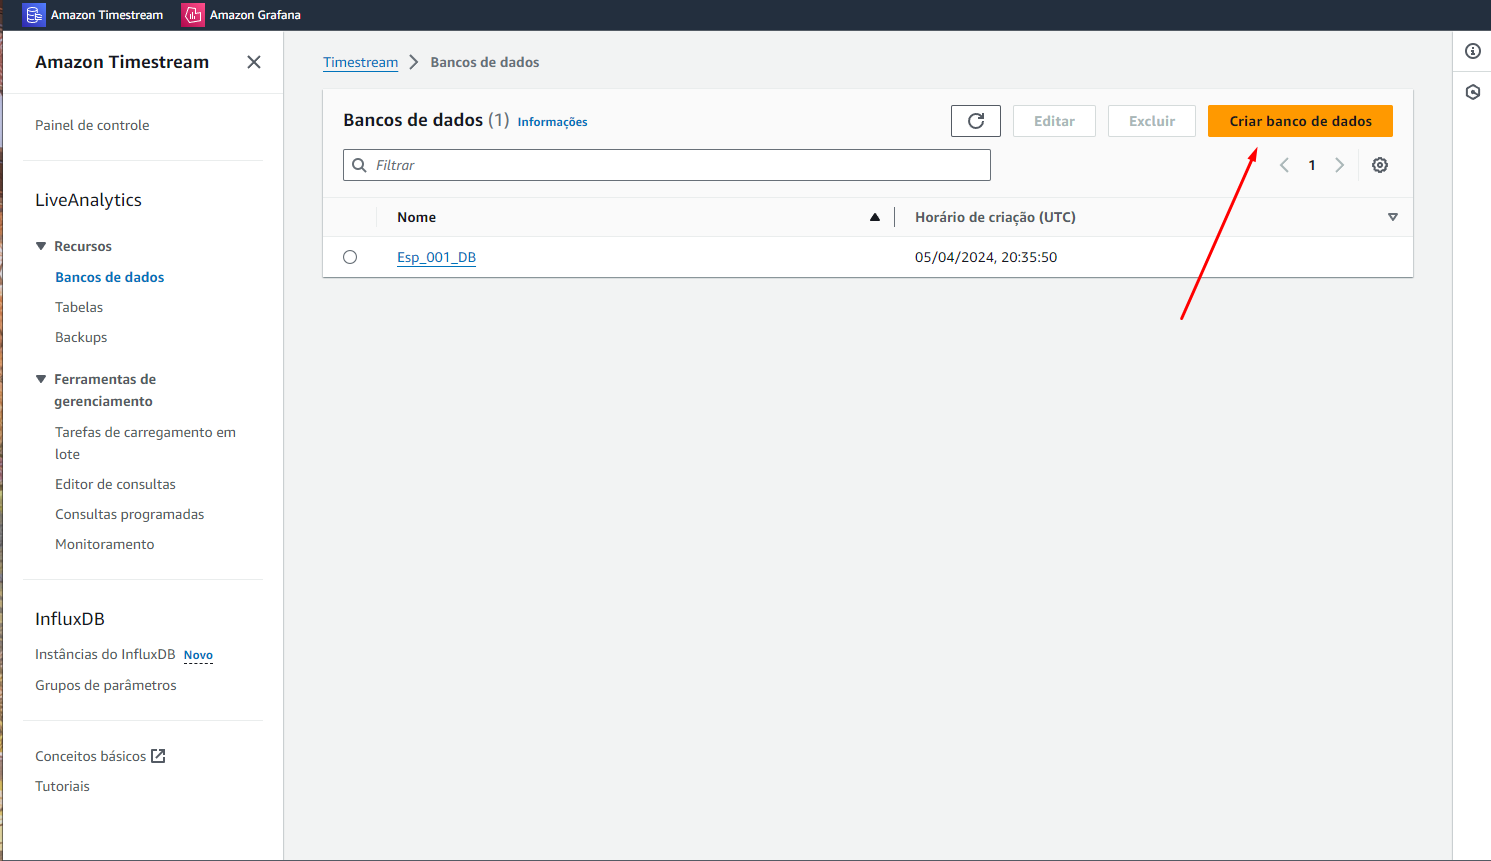 Amazon Timestream
Amazon Grafana
Amazon Timestream
Painel de controle
LiveAnalytics
Recursos
Bancos de dados
Tabelas
Backups
Ferramentas de
gerenciamento
Tarefas de carregamento em
lote
Editor de consultas
Consultas programadas
Monitoramento
InfluxDB
Instâncias do InfluxDB Novo
Grupos de parâmetros
Conceitos básicos
Tutoriais
Timestream Bancos de dados
Bancos de dados (1) Informações
Editar
Excluir
Criar banco de dados
Filtrar
1
Nome
Horário de criação (UTC)
Esp_001_DB
05/04/2024, 20:35:50